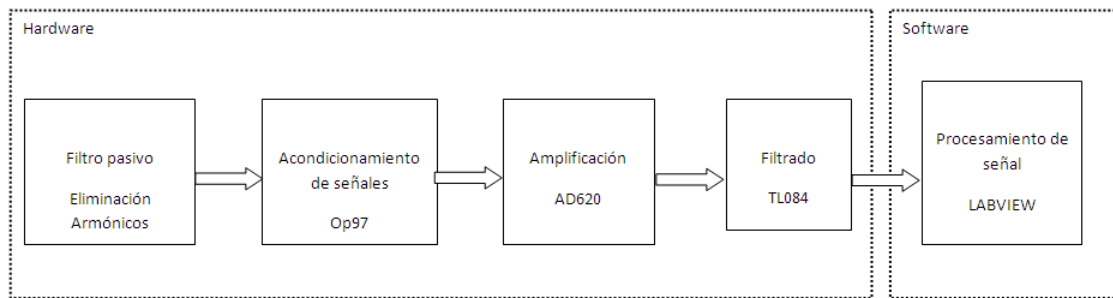 Hardware
Software
Filtro pasivo
Eliminación
Armónicos
Acondicionamiento
de señales
Op97
Amplificación
AD620
Filtrado
TL084
Procesamiento de
señal
LABVIEW